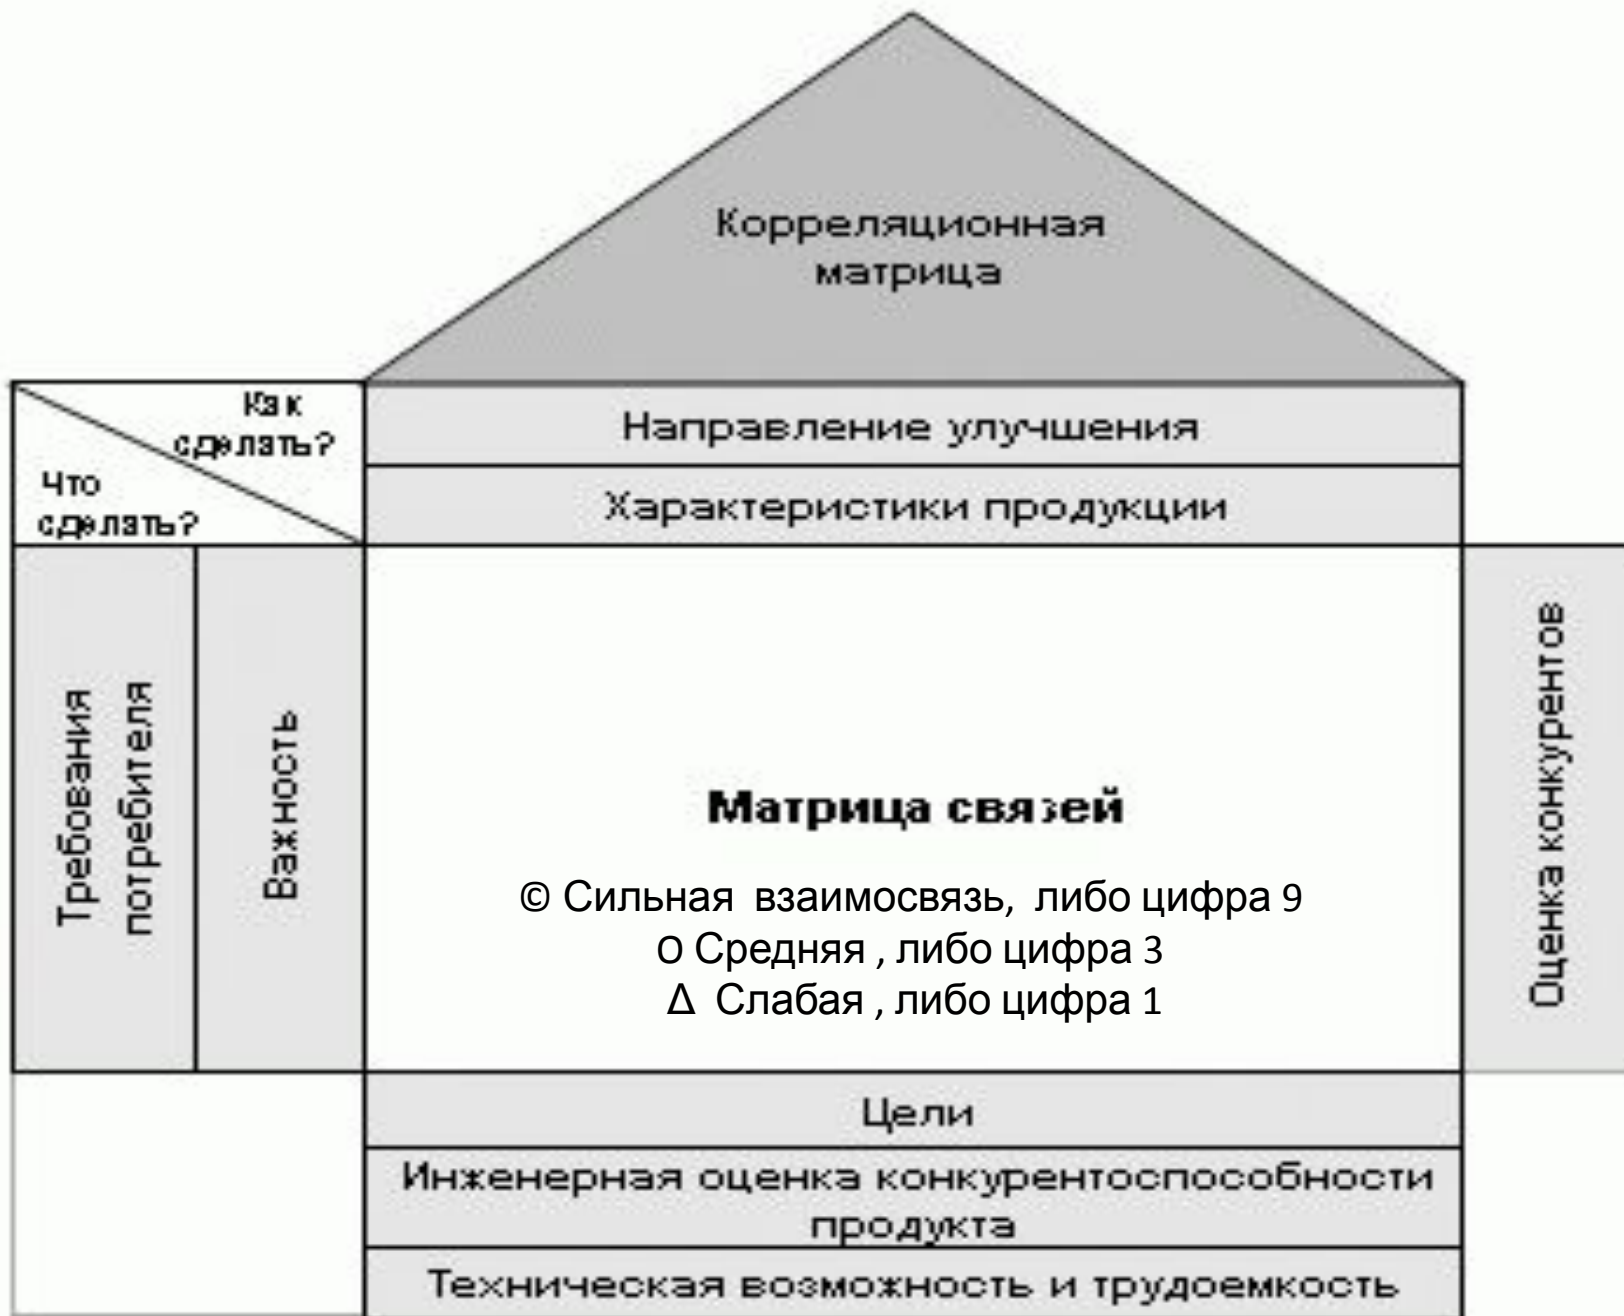 Корреляционная
матрица
Как
сделать?
Что
сделать?
Направление улучшения
Характеристики продукции
Требования
потребителя
Важность
Матрица связей
© Сильная взаимосвязь, либо цифра 9
О Средняя , либо цифра 3
Δ Слабая , либо цифра 1
Оценка конкурентов
Цели
Инженерная оценка конкурентоспособности
продукта
Техническая возможность и трудоемкость